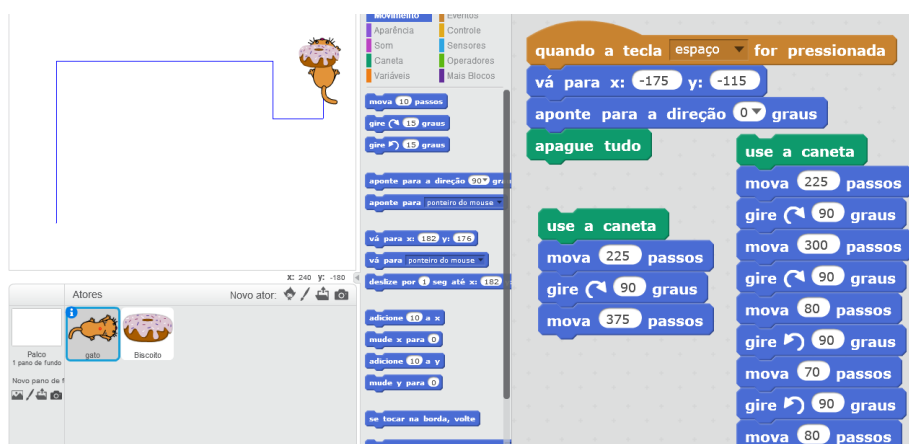 Movimento Eventos
Aparência Controle
Som Sensores
Caneta Operadores
Variáveis Mais Blocos
mova 10 passos
gire 15 graus
gire 15 graus
aponte para a direção 90 gra
aponte para ponteiro do mouse
vá para x: 182 y: 176
vá para ponteiro do mouse
deslize por 1 seg até x: 182
adicione 10 a x
mude x para 0
adicione 10 a y
mude y para 0
se tocar na borda, volte
x: 240 y: -180
Atores Novo ator:
Palco
1 pano de fundo
Novo pano de f
gato
Biscoito
quando a tecla espaço for pressionada
vá para x: -175 y: -115
aponte para a direção 0 graus
apague tudo
use a caneta
mova 225 passos
gire 90 graus
mova 375 passos
use a caneta
mova 225 passos
gire 90 graus
mova 300 passos
gire 90 graus
mova 80 passos
gire 90 graus
mova 70 passos
gire 90 graus
mova 80 passos